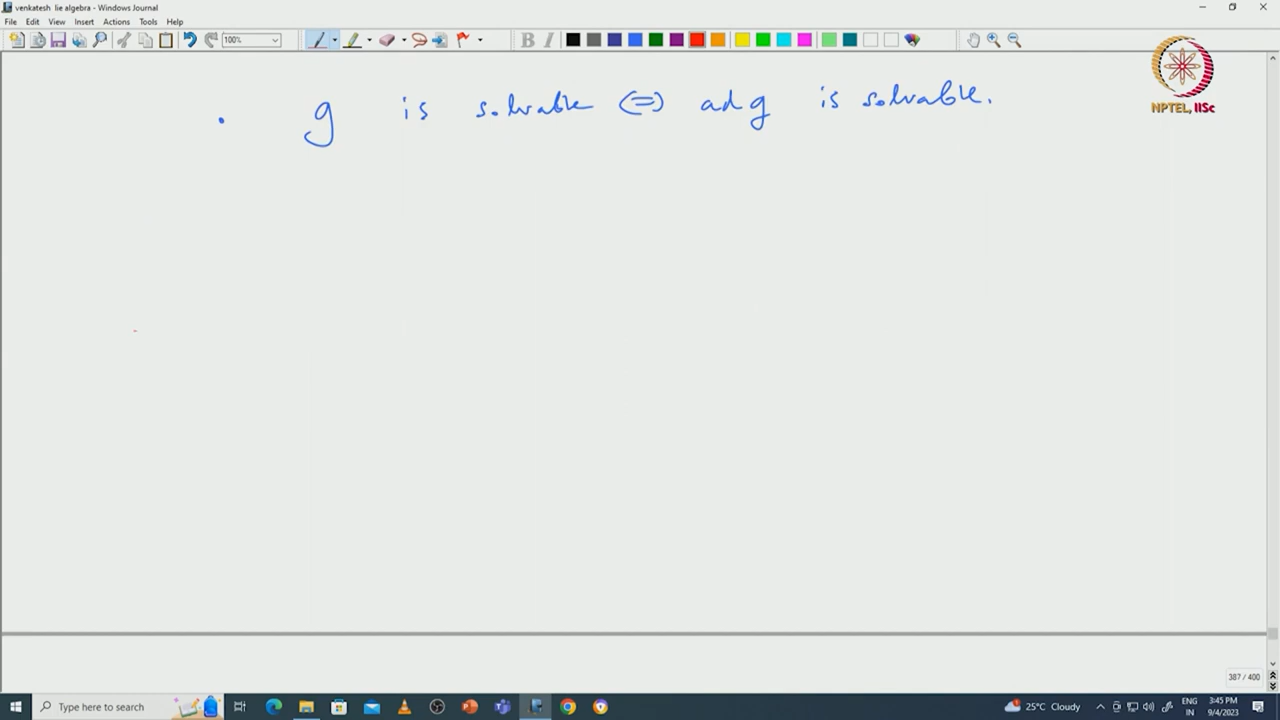 venkatesh lie algebra - Windows Journal
File Edit View Insert Actions Tools Help
100%
B I
NPTEL, IISc
. g is solvable (=) ad g is solvable.
387 / 400
Type here to search
25°C Cloudy
ENG
IN
3:45 PM
9/4/2023